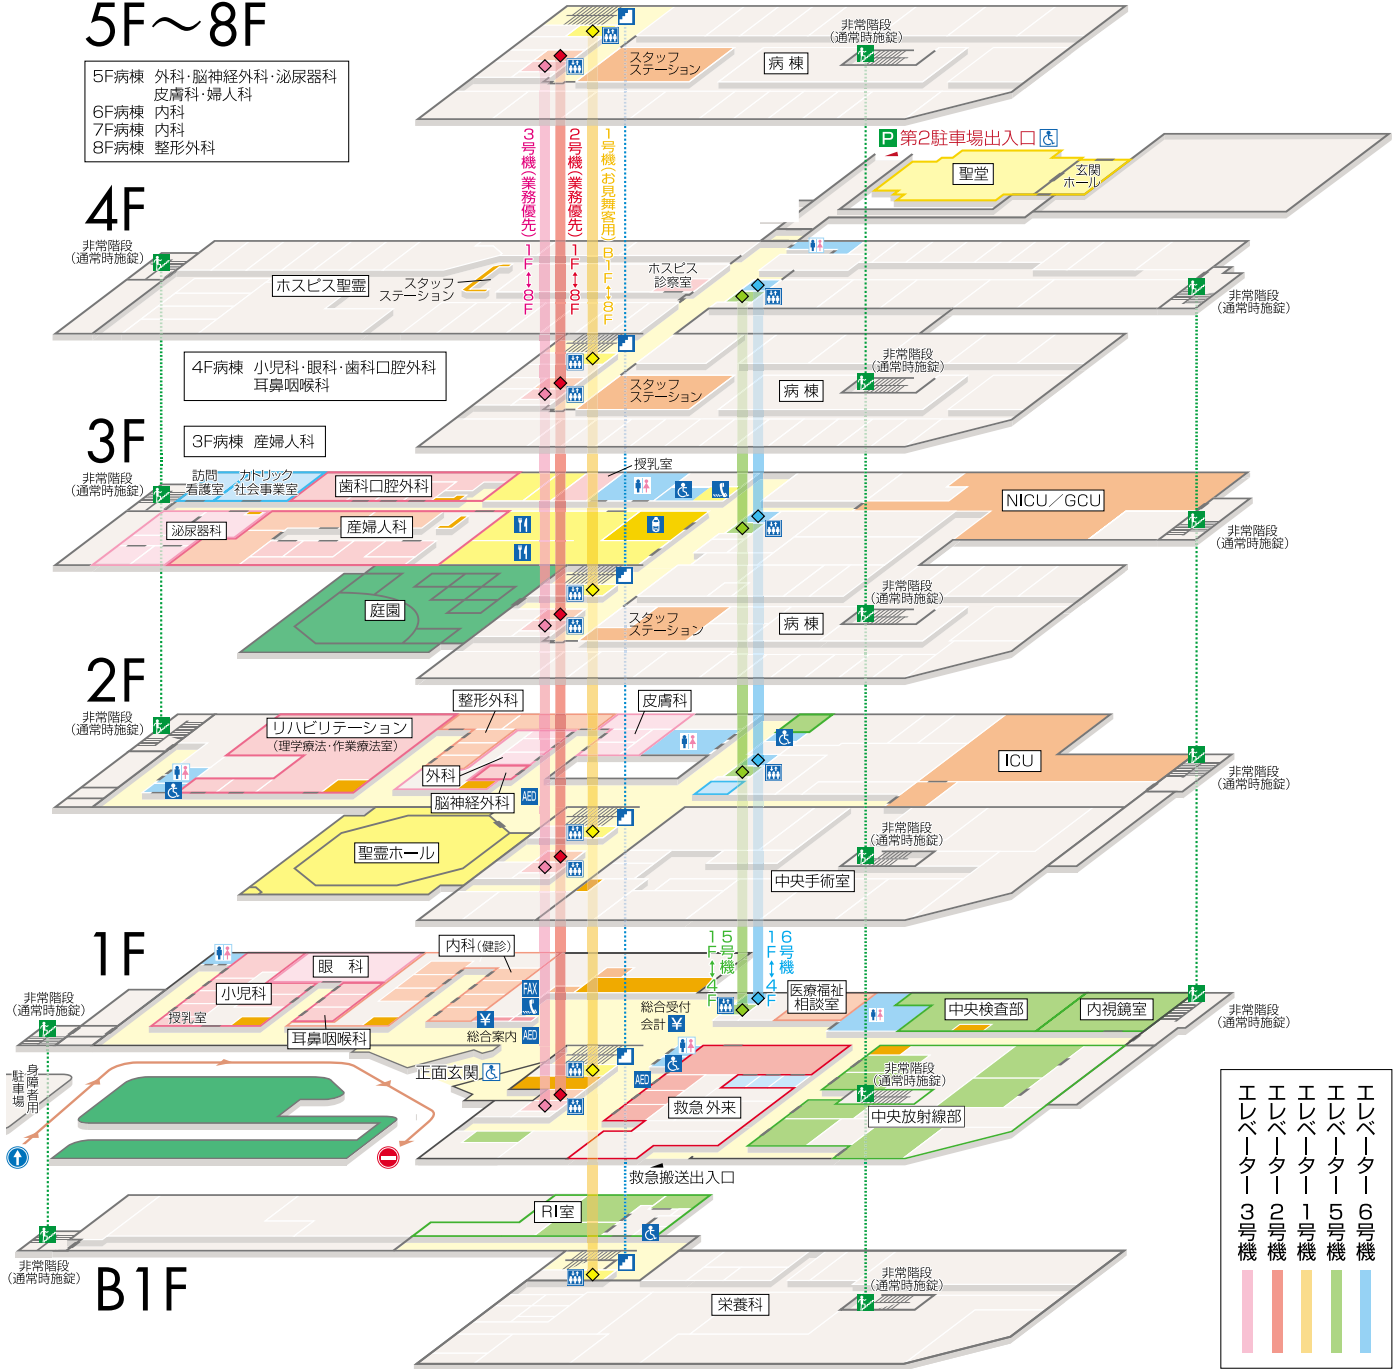 5F〜8F
5F病棟 外科・脳神経外科・泌尿器科
皮膚科・婦人科
6F病棟 内科
7F病棟 内科
8F病棟 整形外科
スタッフ
ステーション
病棟
非常階段
(通常時施錠)
3号機(業務優先)1F↔8F
2号機(業務優先)1F↔8F
1号機(お見舞客用)B1F↔8F
P 第2駐車場出入口
聖堂
玄関
ホール
4F
非常階段
(通常時施錠)
ホスピス聖霊
スタッフ
ステーション
ホスピス
診察室
非常階段
(通常時施錠)
4F病棟 小児科・眼科・歯科口腔外科
耳鼻咽喉科
スタッフ
ステーション
病棟
非常階段
(通常時施錠)
3F
3F病棟 産婦人科
非常階段
(通常時施錠)
訪問
看護室
カトリック
社会事業室
歯科口腔外科
授乳室
NICU／GCU
泌尿器科
産婦人科
非常階段
(通常時施錠)
庭園
スタッフ
ステーション
病棟
非常階段
(通常時施錠)
2F
非常階段
(通常時施錠)
リハビリテーション
(理学療法・作業療法室)
整形外科
皮膚科
外科
脳神経外科
AED
ICU
非常階段
(通常時施錠)
聖霊ホール
中央手術室
非常階段
(通常時施錠)
1F
非常階段
(通常時施錠)
小児科
授乳室
眼科
耳鼻咽喉科
内科(健診)
FAX
¥
総合案内
AED
総合受付
会計 ¥
5号機
1F↔4F
6号機
1F↔4F
医療福祉
相談室
中央検査部
内視鏡室
非常階段
(通常時施錠)
正面玄関
AED
救急外来
非常階段
(通常時施錠)
中央放射線部
身障者用
駐車場
救急搬送出入口
エレベーター3号機
エレベーター2号機
エレベーター1号機
エレベーター5号機
エレベーター6号機
RI室
非常階段
(通常時施錠)
B1F
栄養科
非常階段
(通常時施錠)